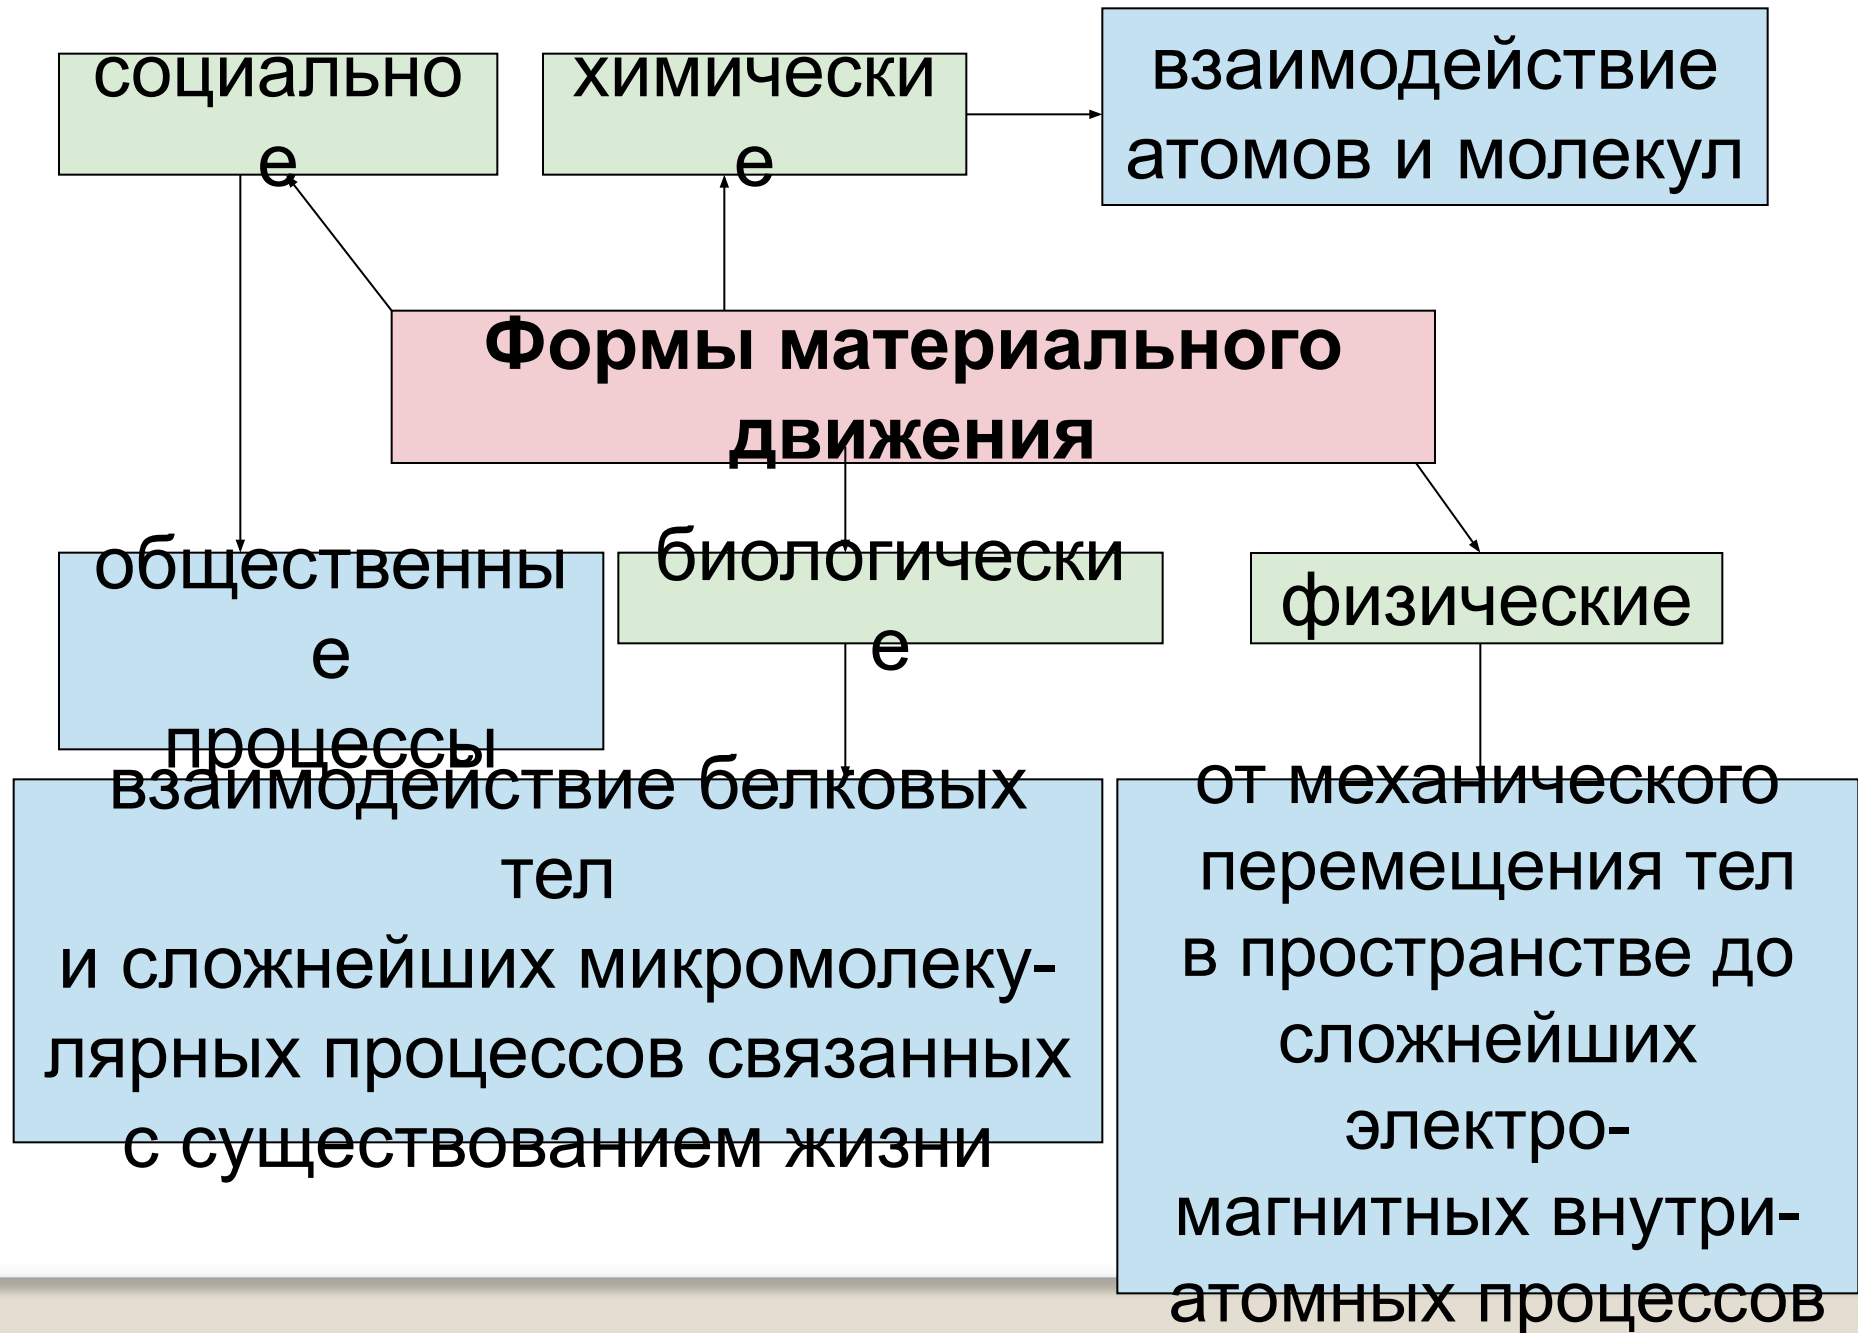 социально
е
химически
е
взаимодействие
атомов и молекул
Формы материального
движения
общественны
е
процессы
биологически
е
физические
взаимодействие белковых
тел
и сложнейших микромолеку-
лярных процессов связанных
с существованием жизни
от механического
перемещения тел
в пространстве до
сложнейших
электро-
магнитных внутри-
атомных процессов